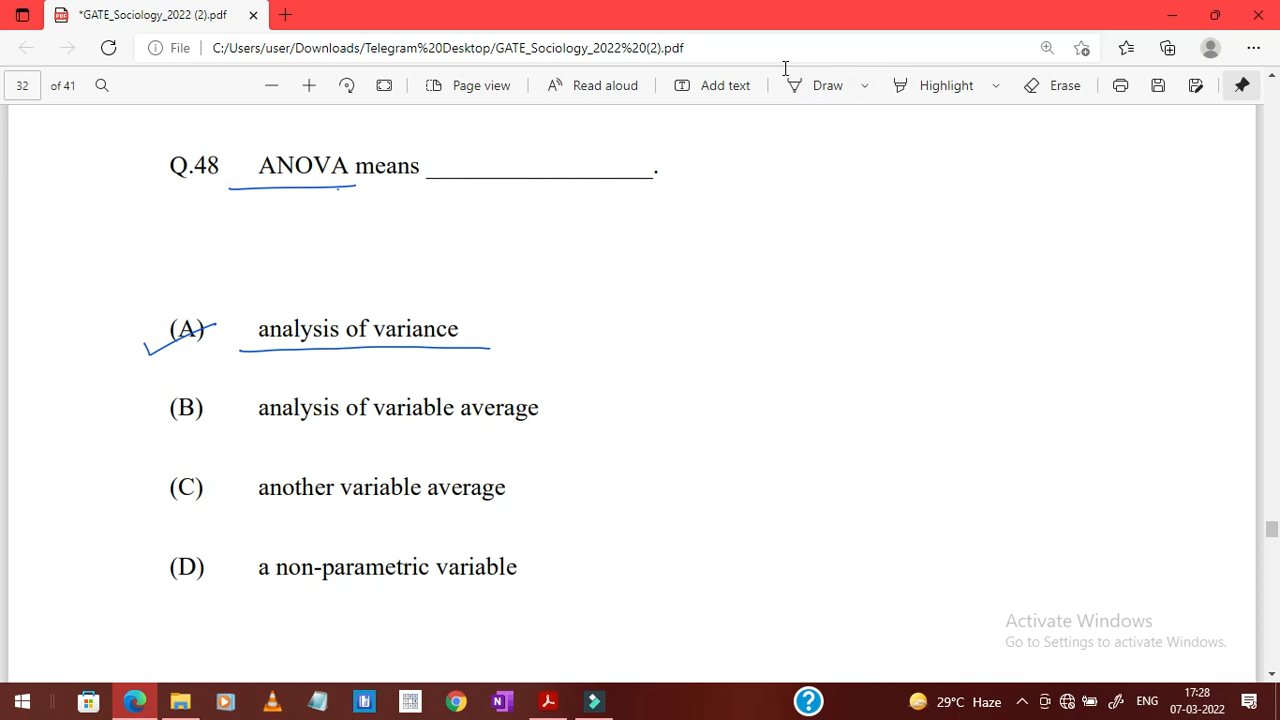 *GATE_Sociology_2022 (2).pdf
File C:/Users/user/Downloads/Telegram%20Desktop/GATE_Sociology_2022%20(2).pdf
32 of 41 Page view Read aloud Add text Draw Highlight Erase
Q.48 ANOVA means __________________.
(A) analysis of variance
(B) analysis of variable average
(C) another variable average
(D) a non-parametric variable
Activate Windows
Go to Settings to activate Windows.
29°C Haze ENG 17:28
07-03-2022